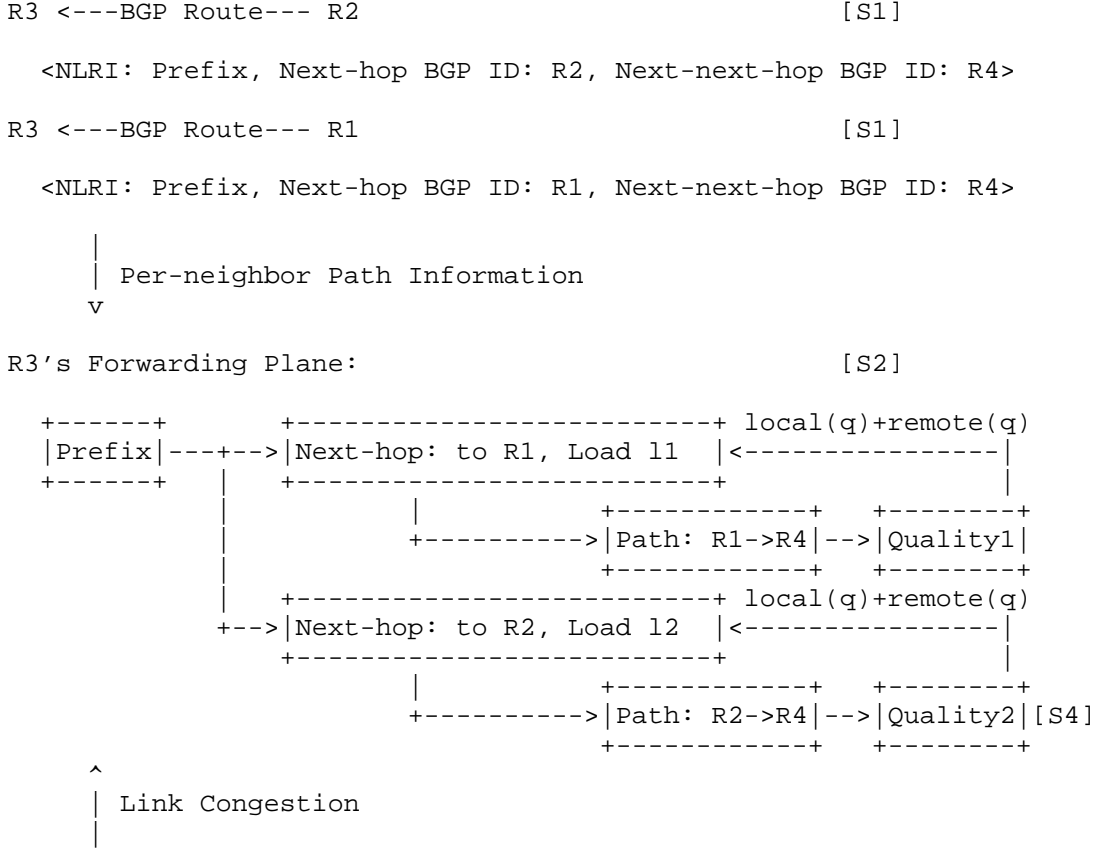 R3 <---BGP Route--- R2                              [S1]
  <NLRI: Prefix, Next-hop BGP ID: R2, Next-next-hop BGP ID: R4>
R3 <---BGP Route--- R1                              [S1]
  <NLRI: Prefix, Next-hop BGP ID: R1, Next-next-hop BGP ID: R4>
     |
     | Per-neighbor Path Information
     v
R3's Forwarding Plane:                              [S2]
  +------+       +--------------------------+ local(q)+remote(q)
  |Prefix|---+-->|Next-hop: to R1, Load l1  |<----------------|
  +------+   |   +--------------------------+                 |
             |           |           +------------+   +--------+
             |           +---------->|Path: R1->R4|-->|Quality1|
             |                       +------------+   +--------+
             |   +--------------------------+ local(q)+remote(q)
             +-->|Next-hop: to R2, Load l2  |<----------------|
                 +--------------------------+                 |
                         |           +------------+   +--------+
                         +---------->|Path: R2->R4|-->|Quality2|[S4]
                                     +------------+   +--------+
     ^
     | Link Congestion
     |